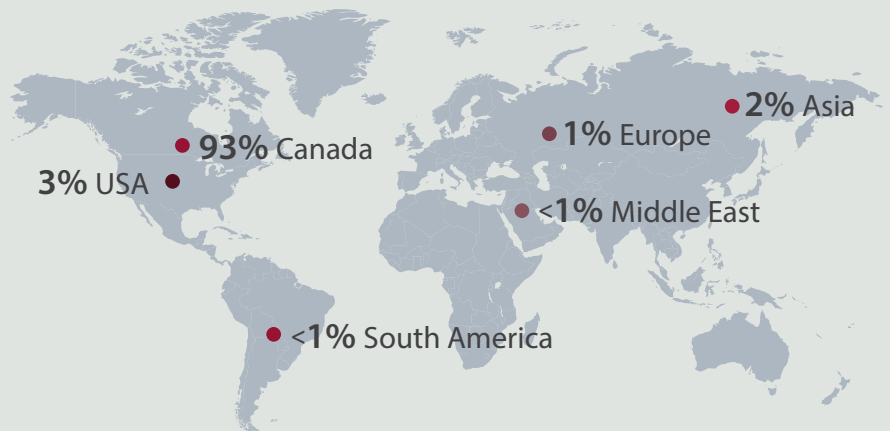 2% Asia
1% Europe
93% Canada
3% USA
<1% Middle East
<1% South America